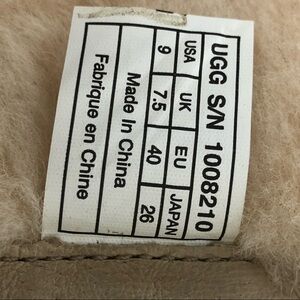 UGG S/N 1008210
USA UK EU JAPAN
9 7.5 40 26
Made In China
Fabrique en Chine